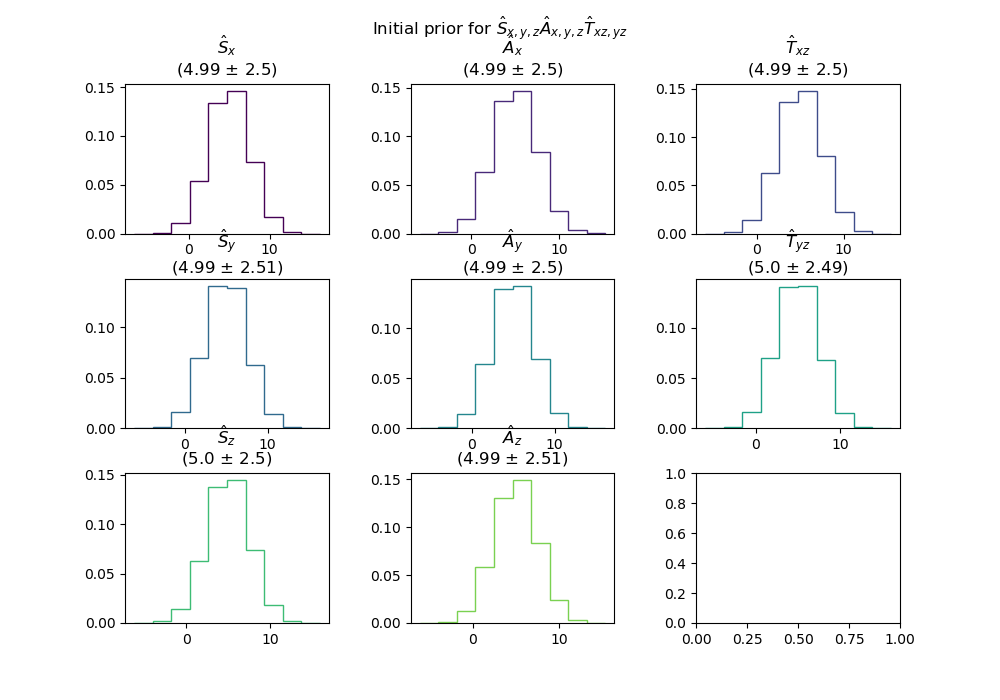 Initial prior for Ŝx,y,zÂx,y,zT̂xz,yz
Ŝx Âx T̂xz
(4.99 ± 2.5) (4.99 ± 2.5) (4.99 ± 2.5)
0.15 0.15 0.15
0.10 0.10 0.10
0.05 0.05 0.05
0.00 0.00 0.00
0 10 0 10 0 10
Ŝy Ây T̂yz
(4.99 ± 2.51) (4.99 ± 2.5) (5.0 ± 2.49)
0.10 0.10 0.10
0.05 0.05 0.05
0.00 0.00 0.00
0 10 0 10 0 10
Ŝz Âz
(5.0 ± 2.5) (4.99 ± 2.51)
0.15 0.15 1.0
0.8
0.10 0.10 0.6
0.4
0.05 0.05 0.2
0.00 0.00 0.0
0 10 0 10 0.00 0.25 0.50 0.75 1.00